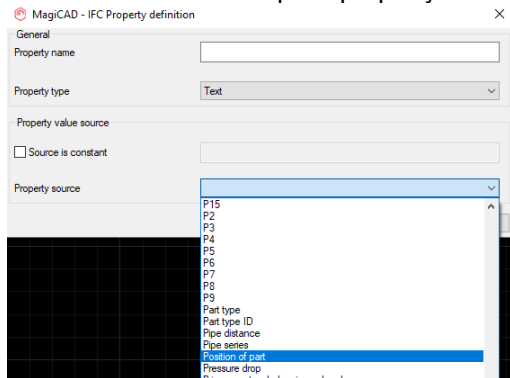 MagiCAD - IFC Property definition
General
Property name
Property type
Text
Property value source
Source is constant
Property source
P15
P2
P3
P4
P5
P6
P7
P8
P9
Part type
Part type ID
Pipe distance
Pipe series
Position of part
Pressure drop